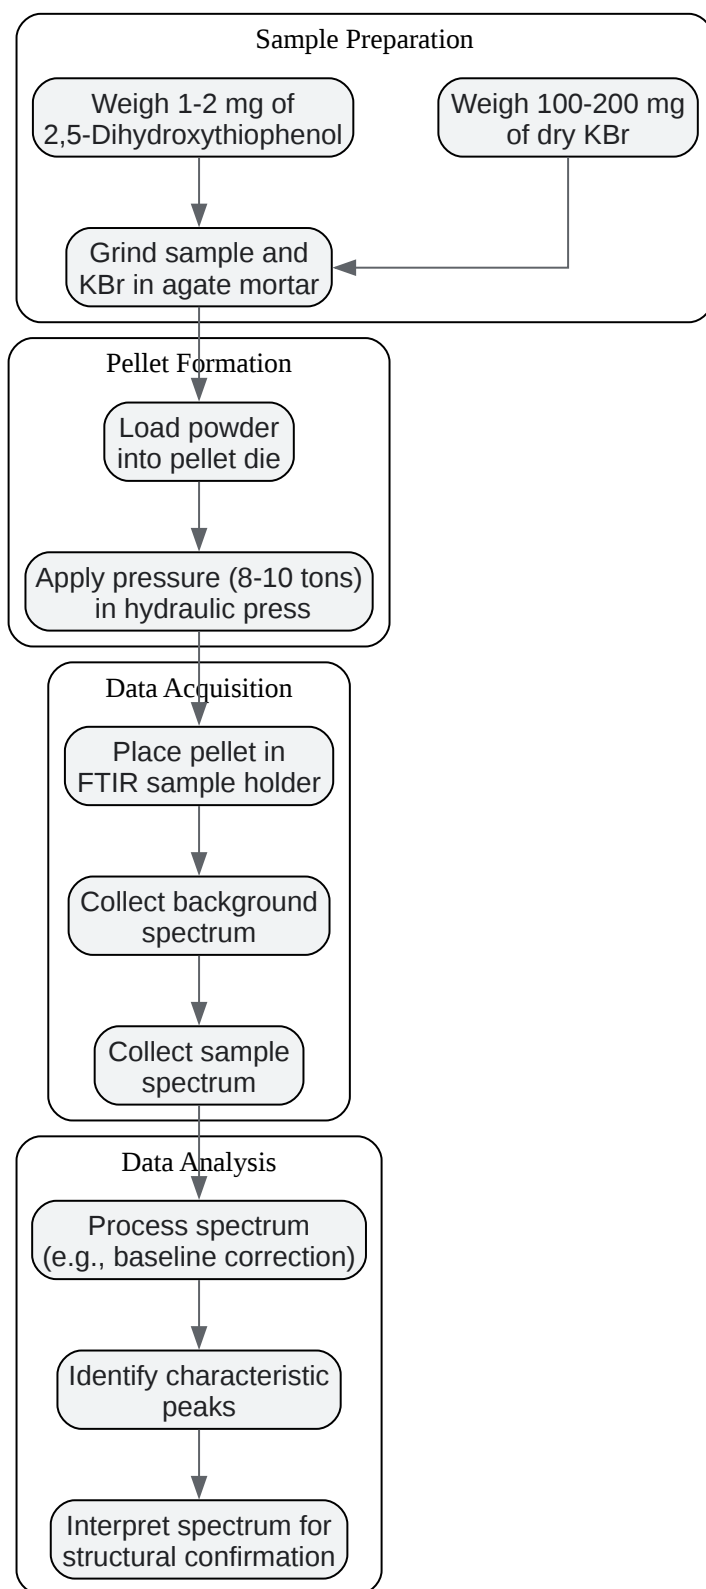 Sample Preparation
Weigh 1-2 mg of
2,5-Dihydroxythiophenol
Weigh 100-200 mg
of dry KBr
Grind sample and
KBr in agate mortar
Pellet Formation
Load powder
into pellet die
Apply pressure (8-10 tons)
in hydraulic press
Data Acquisition
Place pellet in
FTIR sample holder
Collect background
spectrum
Collect sample
spectrum
Data Analysis
Process spectrum
(e.g., baseline correction)
Identify characteristic
peaks
Interpret spectrum for
structural confirmation